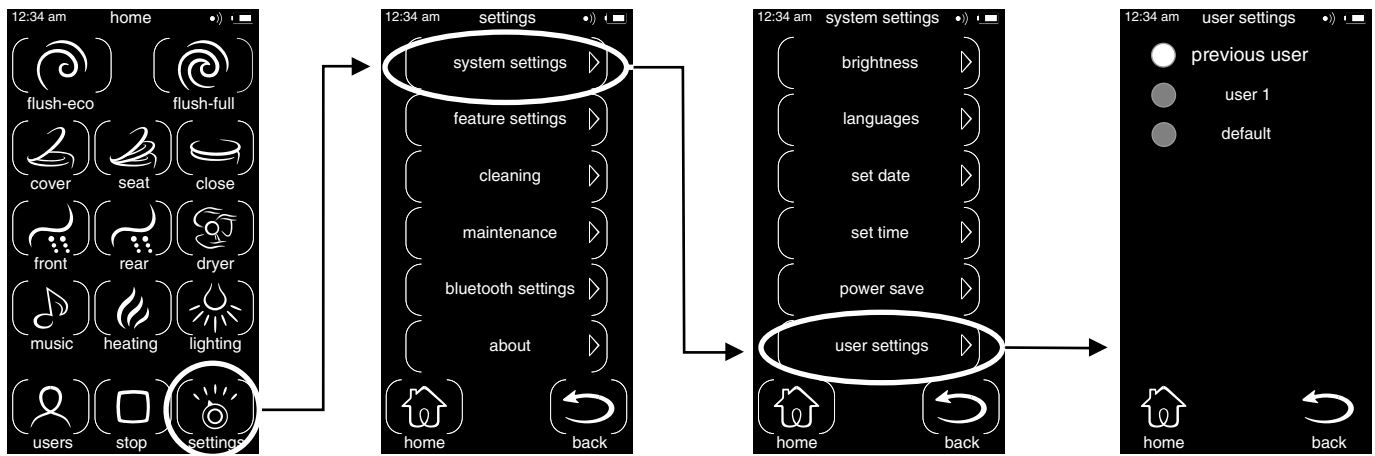 12:34 am home
flush-eco flush-full
cover seat close
front rear dryer
music heating lighting
users stop settings
12:34 am settings
system settings
feature settings
cleaning
maintenance
bluetooth settings
about
home back
12:34 am system settings
brightness
languages
set date
set time
power save
user settings
home back
12:34 am user settings
previous user
user 1
default
home back